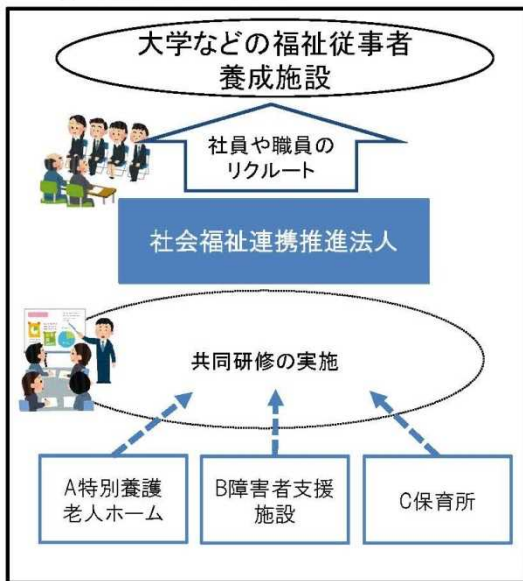 大学などの福祉従事者
養成施設
社員や職員の
リクルート
社会福祉連携推進法人
共同研修の実施
A特別養護
老人ホーム
B障害者支援
施設
C保育所